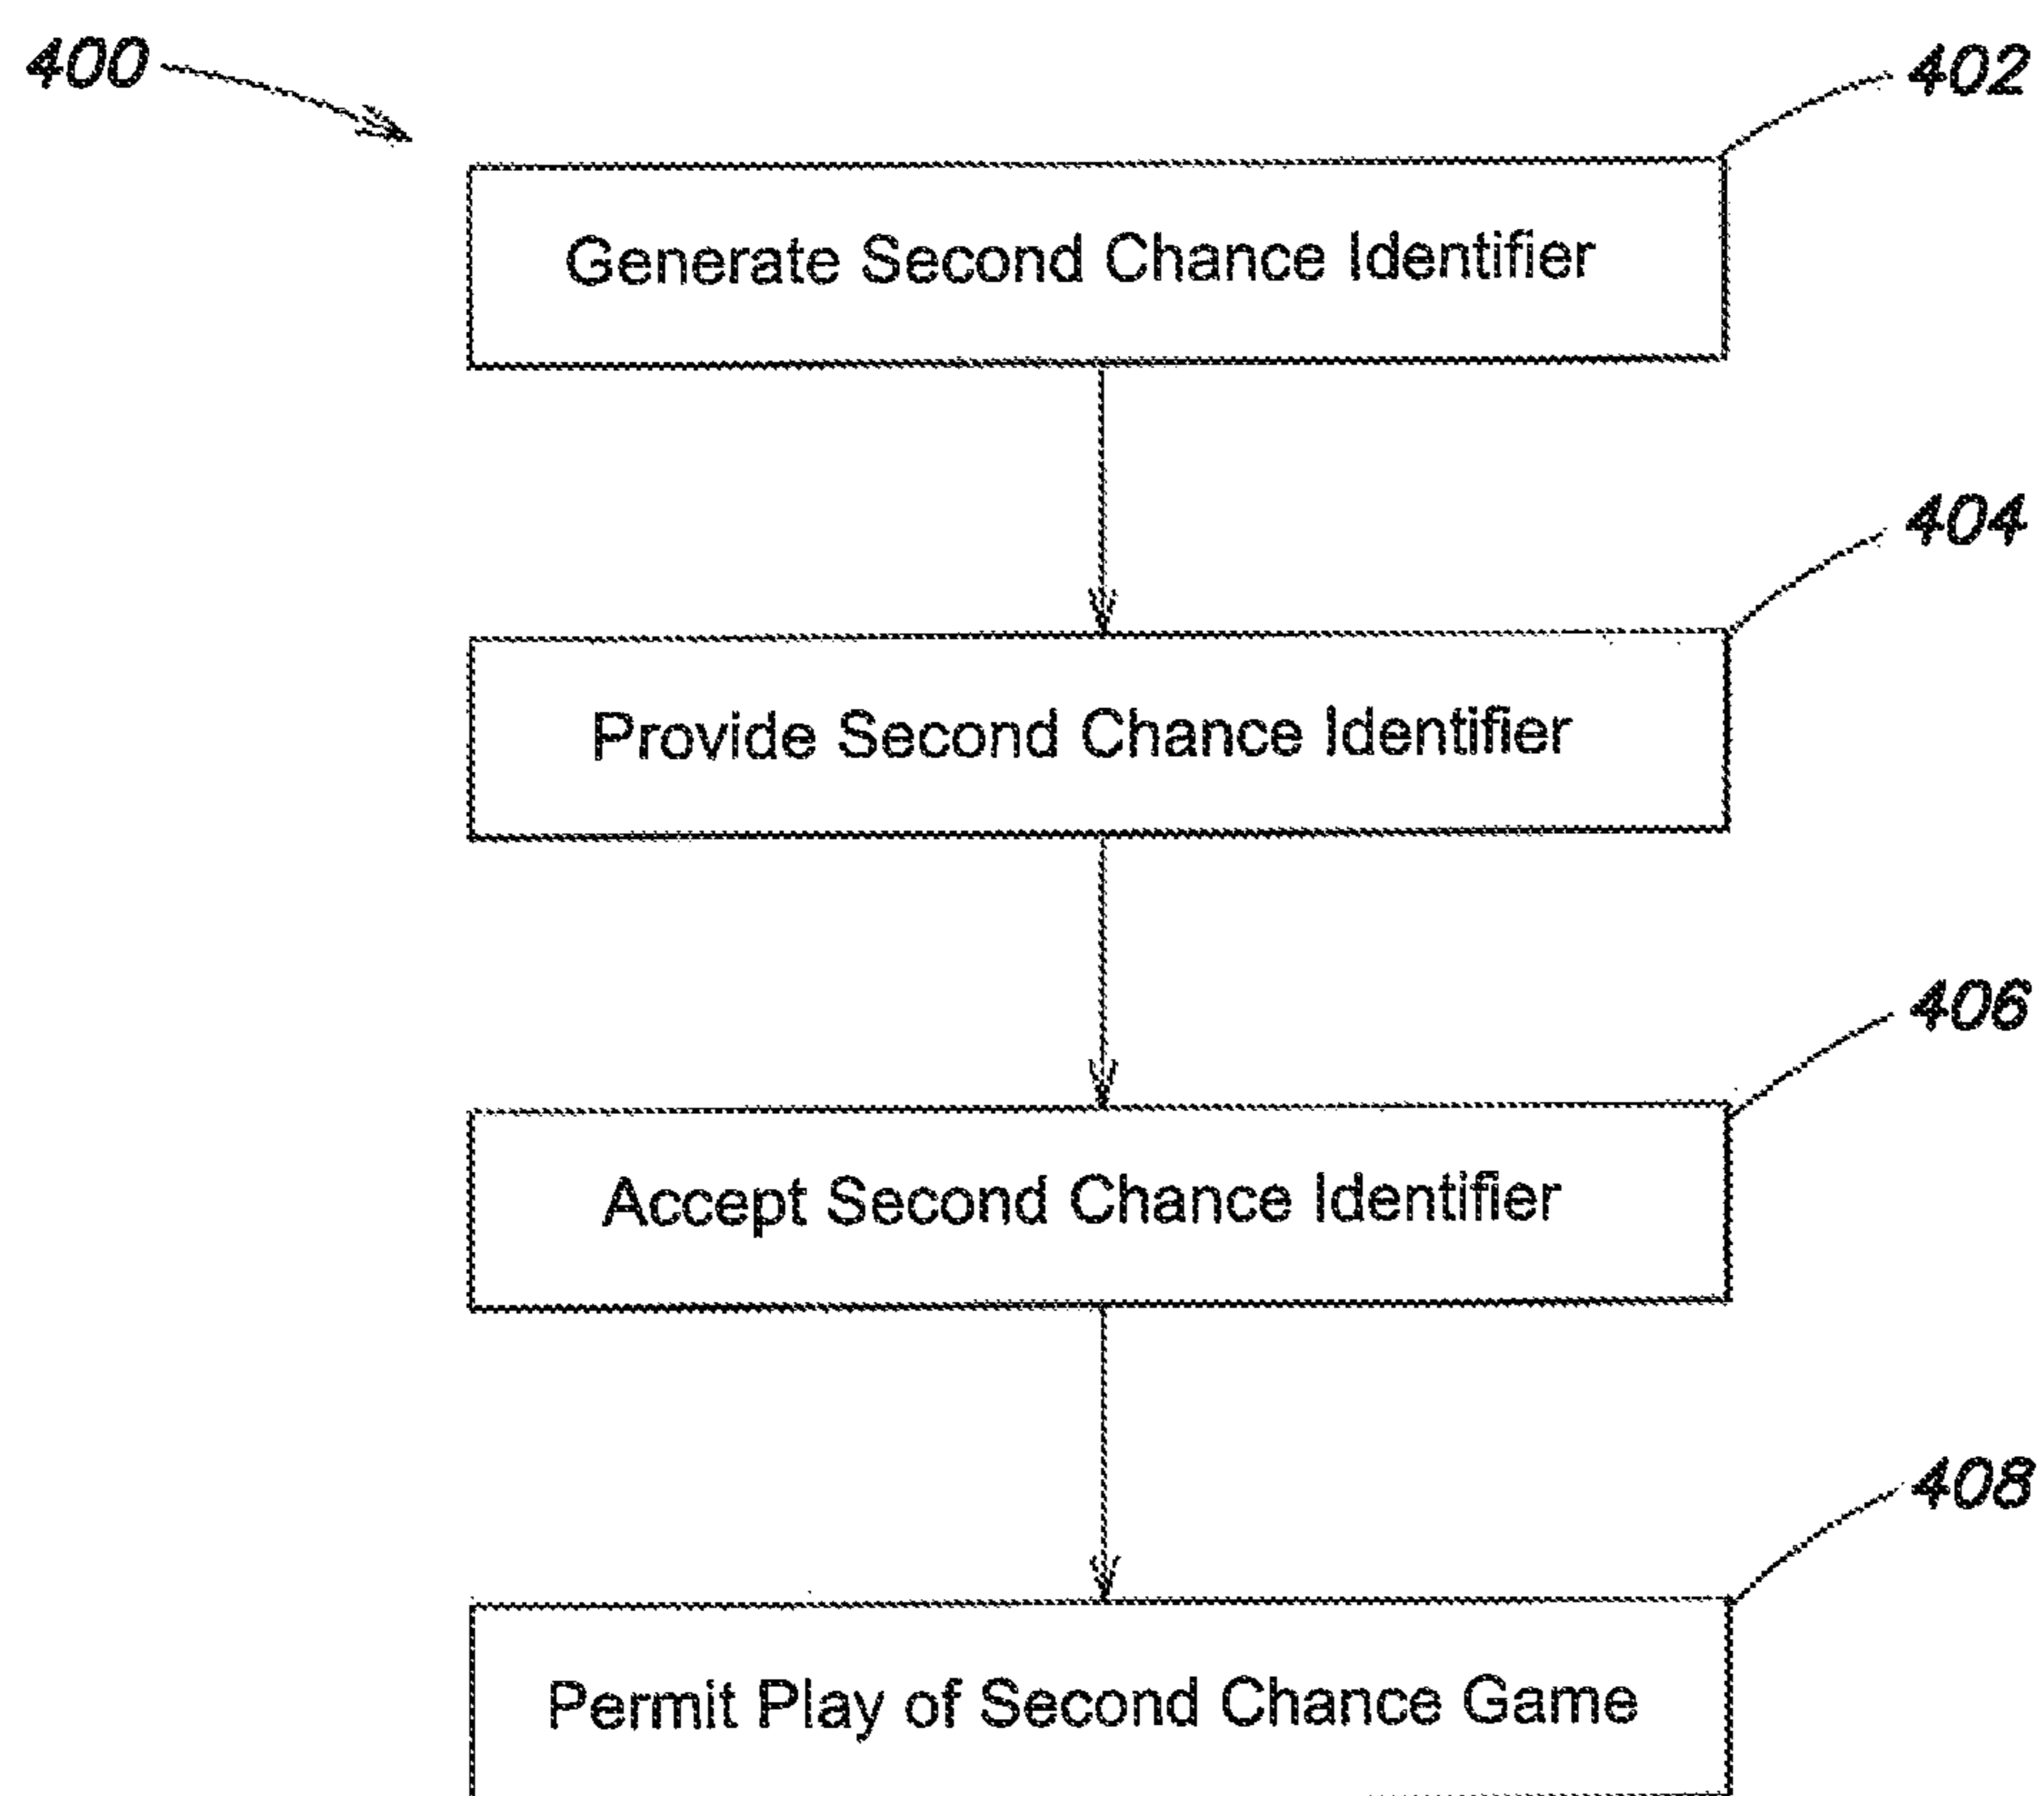 400
402
Generate Second Chance Identifier
404
Provide Second Chance Identifier
406
Accept Second Chance Identifier
408
Permit Play of Second Chance Game